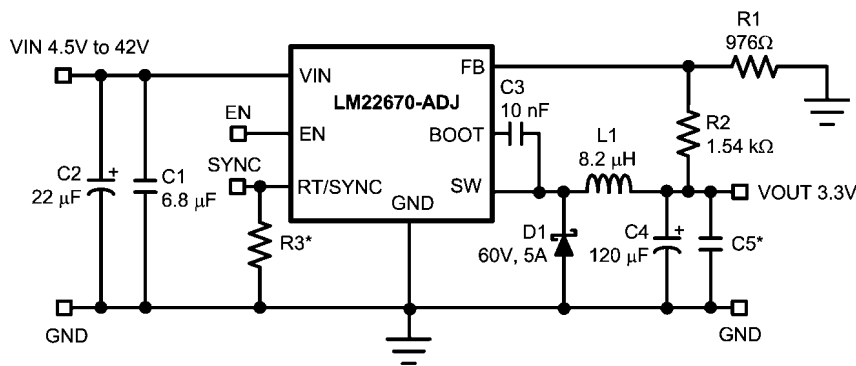 VIN 4.5V to 42V
EN
SYNC
C2
+
22 μF
C1
6.8 μF
R3*
GND
VIN
EN
RT/SYNC
LM22670-ADJ
FB
BOOT
SW
GND
C3
10 nF
L1
8.2 μH
D1
60V, 5A
R1
976Ω
R2
1.54 kΩ
C4
+
120 μF
C5*
VOUT 3.3V
GND